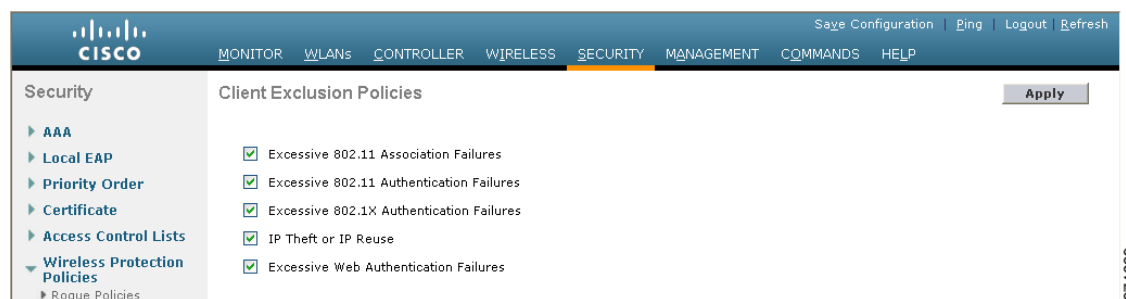 Save Configuration | Ping | Logout | Refresh
CISCO
MONITOR WLANs CONTROLLER WIRELESS SECURITY MANAGEMENT COMMANDS HELP
Security
Client Exclusion Policies
Apply
AAA
Local EAP
Priority Order
Certificate
Access Control Lists
Wireless Protection
Policies
Rogue Policies
Excessive 802.11 Association Failures
Excessive 802.11 Authentication Failures
Excessive 802.1X Authentication Failures
IP Theft or IP Reuse
Excessive Web Authentication Failures